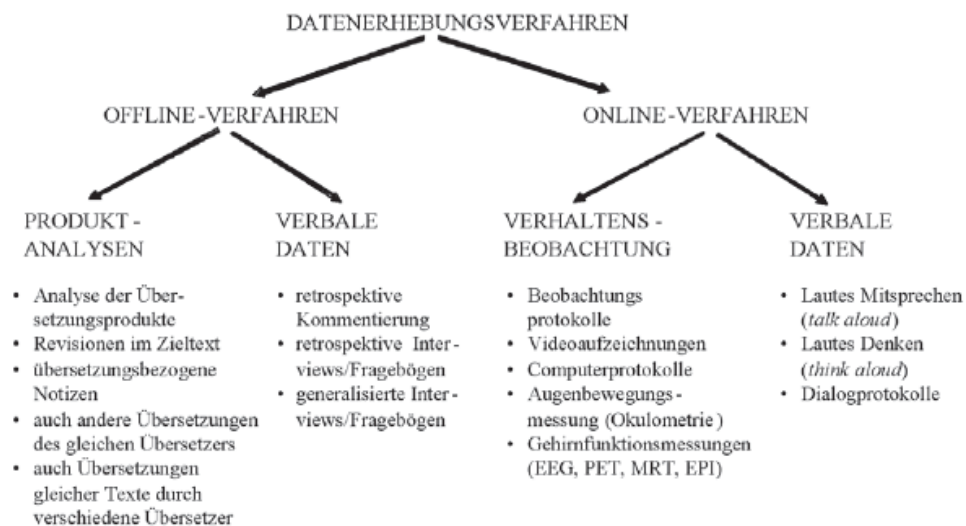 DATENERHEBUNGSVERFAHREN
OFFLINE-VERFAHREN
ONLINE-VERFAHREN
PRODUKT-
ANALYSEN
• Analyse der Über-
setzungsprodukte
• Revisionen im Zieltext
• übersetzungsbezogene
Notizen
• auch andere Übersetzungen
des gleichen Übersetzers
• auch Übersetzungen
gleicher Texte durch
verschiedene Übersetzer
VERBALE
DATEN
• retrospektive
Kommentierung
• retrospektive Inter-
views/Fragebögen
• generalisierte Inter-
views/Fragebögen
VERHALTENS-
BEOBACHTUNG
• Beobachtungs
protokolle
• Videoaufzeichnungen
• Computerprotokolle
• Augenbewegungs-
messung (Okulometrie)
• Gehirnfunktionsmessungen
(EEG, PET, MRT, EPI)
VERBALE
DATEN
• Lautes Mitsprechen
(talk aloud)
• Lautes Denken
(think aloud)
• Dialogprotokolle